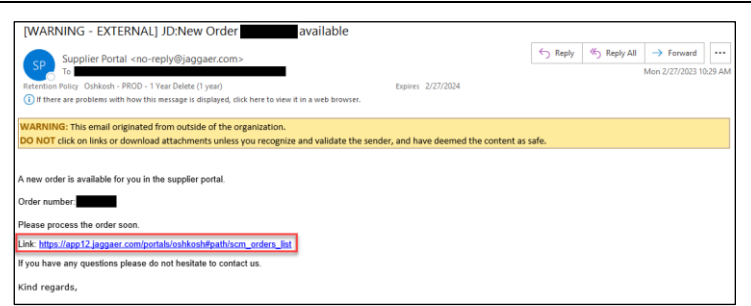 [WARNING - EXTERNAL] JD:New Order available
SP
Supplier Portal <no-reply@jaggaer.com>
To
Reply
Reply All
Forward
Mon 2/27/2023 10:29 AM
Retention Policy Oshkosh - PROD - 1 Year Delete (1 year)
Expires 2/27/2024
If there are problems with how this message is displayed, click here to view it in a web browser.
WARNING: This email originated from outside of the organization.
DO NOT click on links or download attachments unless you recognize and validate the sender, and have deemed the content as safe.
A new order is available for you in the supplier portal.
Order number:
Please process the order soon.
Link: https://app12.jaggaer.com/portals/oshkosh#path/scm_orders_list
If you have any questions please do not hesitate to contact us.
Kind regards,